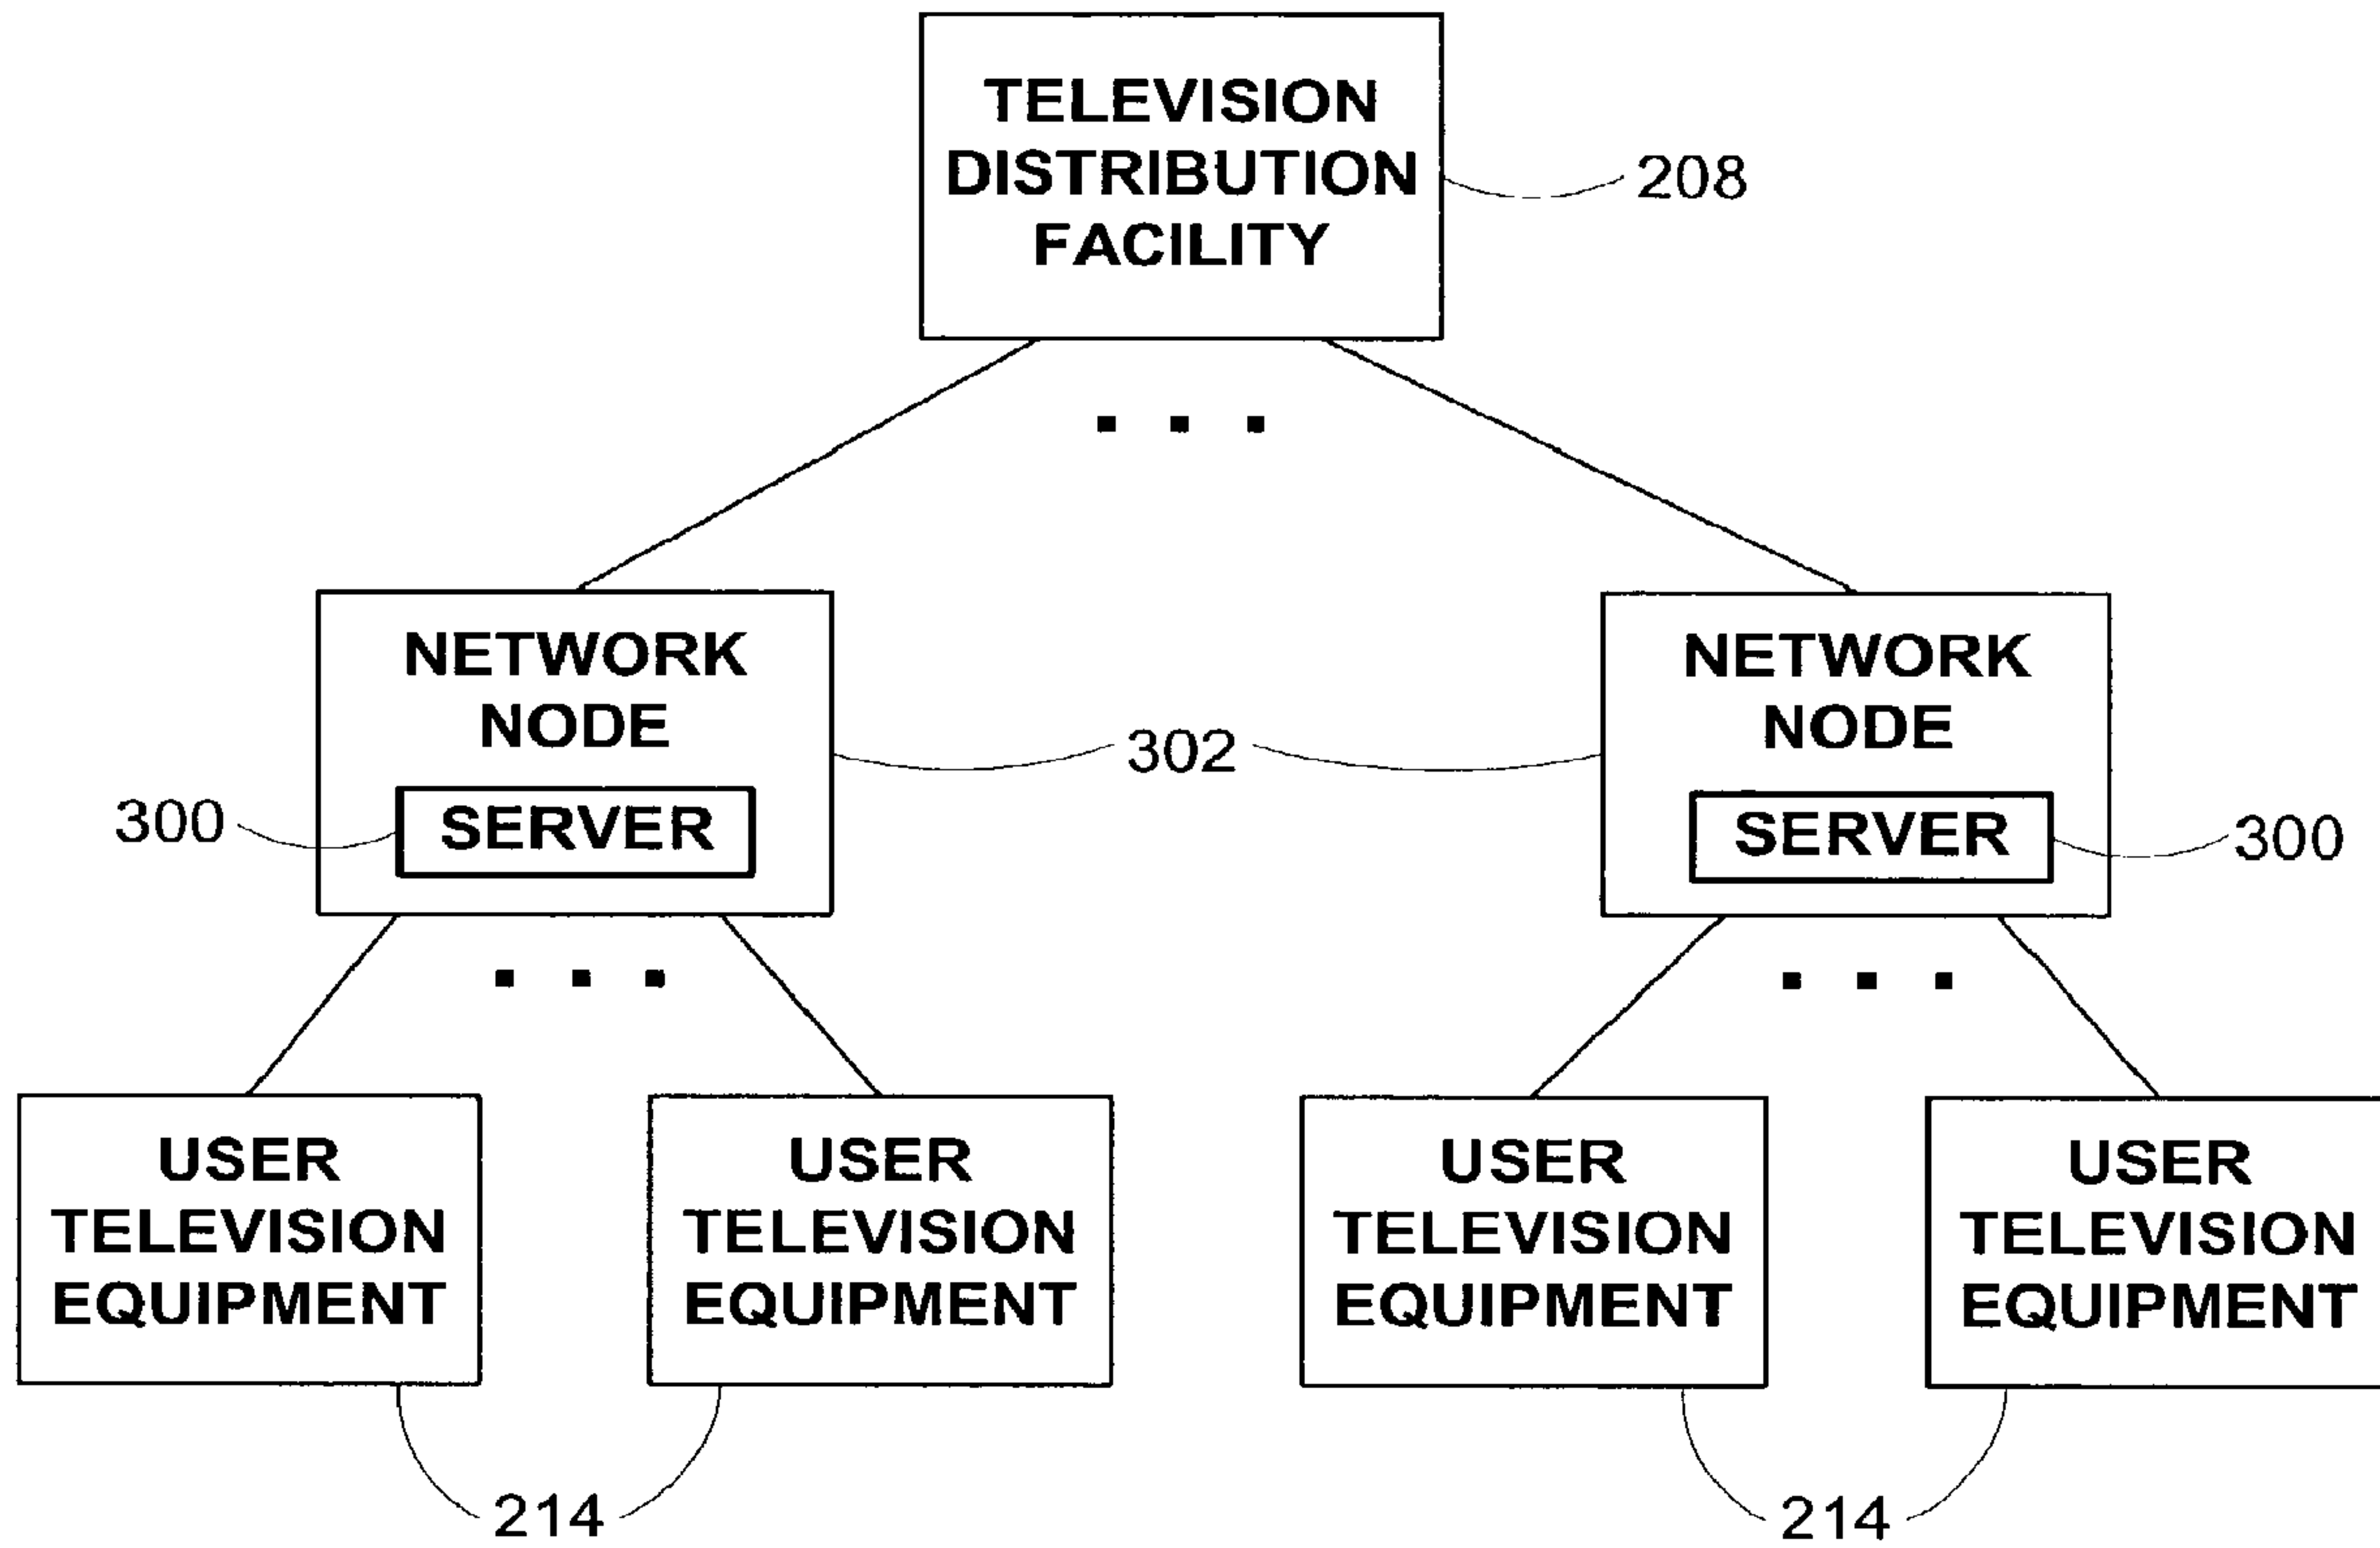 TELEVISION
DISTRIBUTION
FACILITY
208
NETWORK
NODE
SERVER
300
302
NETWORK
NODE
SERVER
300
USER
TELEVISION
EQUIPMENT
USER
TELEVISION
EQUIPMENT
USER
TELEVISION
EQUIPMENT
USER
TELEVISION
EQUIPMENT
214
214